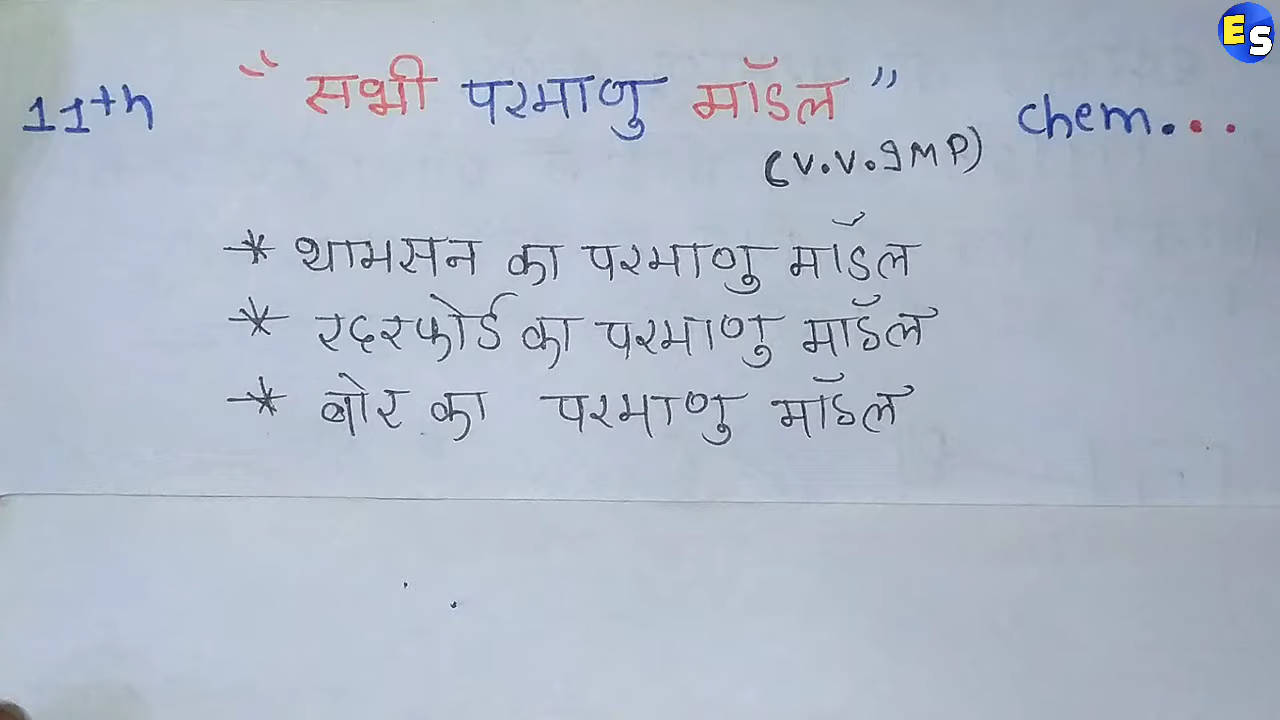 11th "सभी परमाणु मॉडल" chem...
(V.V.IMP)
* थामसन का परमाणु मॉडल
* रदरफोर्ड का परमाणु मॉडल
* बोर का परमाणु मॉडल
ES